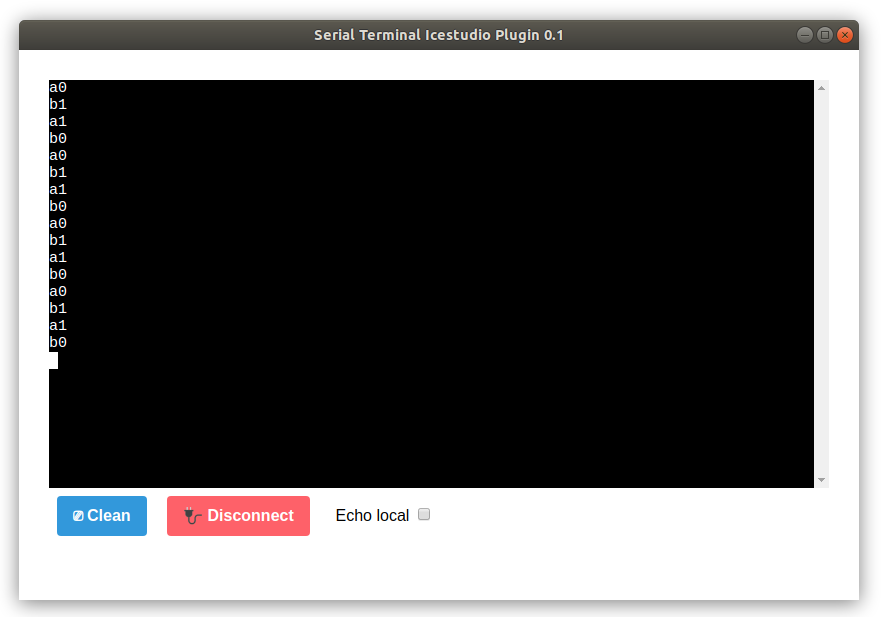 Serial Terminal Icestudio Plugin 0.1
a0
b1
a1
b0
a0
b1
a1
b0
a0
b1
a1
b0
a0
b1
a1
b0
Clean
Disconnect
Echo local